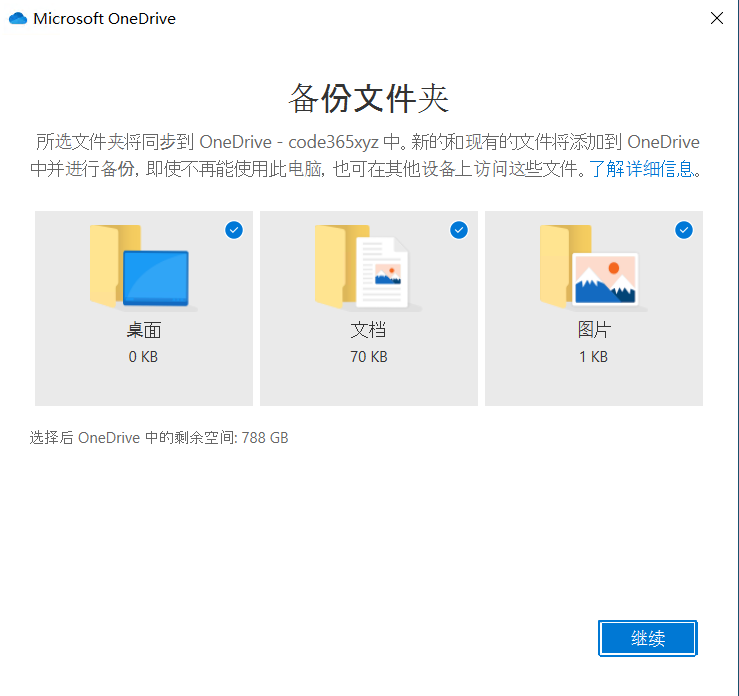 Microsoft OneDrive
备份文件夹
所选文件夹将同步到 OneDrive - code365xyz 中。新的和现有的文件将添加到 OneDrive
中并进行备份, 即使不再能使用此电脑, 也可在其他设备上访问这些文件。了解详细信息。
桌面
0 KB
文档
70 KB
图片
1 KB
选择后 OneDrive 中的剩余空间: 788 GB
继续